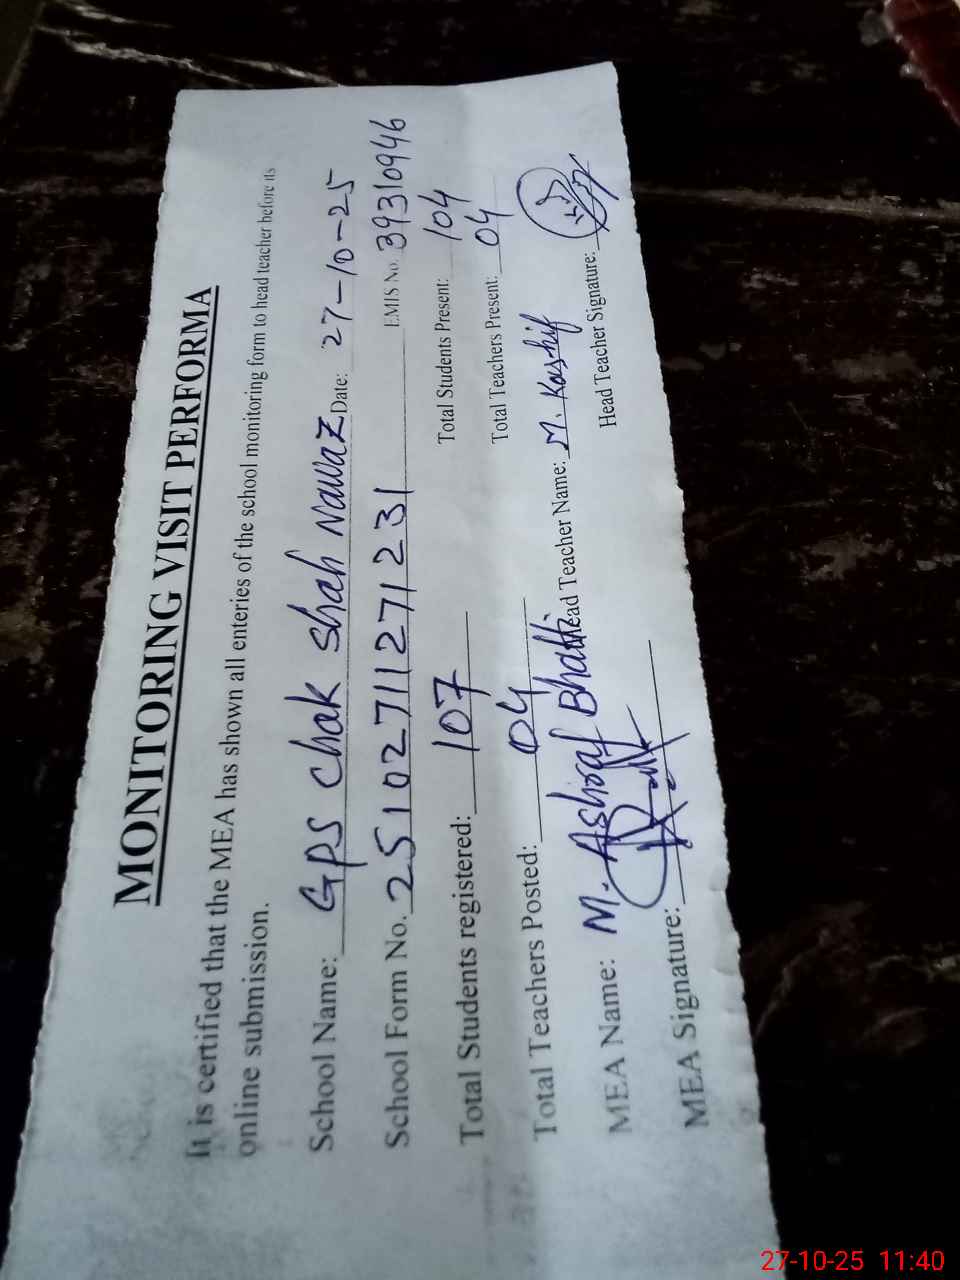 MONITORING VISIT PERFORMA
It is certified that the MEA has shown all enteries of the school monitoring form to head teacher before its
online submission.
School Name: GPS Chak Shah Nawaz Date: 27-10-25
School Form No. 2510271127 1231 EMIS No. 39310946
Total Students registered: 107 Total Students Present: 104
Total Teachers Posted: 04 Total Teachers Present: 04
MEA Name: M. Ashraf Bhatti Head Teacher Name: M. Kashif
MEA Signature: Head Teacher Signature:
27-10-25 11:40